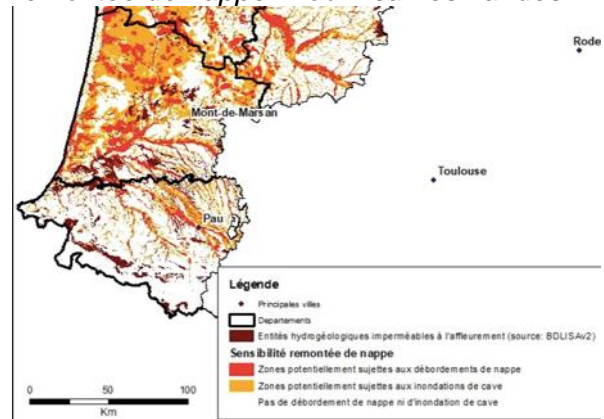 Rode
Mont-de-Marsan
Toulouse
Pau
Légende
Principales villes
Departements
Entités hydrogéologiques imperméables à l'affleurement (source: BDLISAv2)
Sensibilité remontée de nappe
Zones potentiellement sujettes aux débordements de nappe
Zones potentiellement sujettes aux inondations de cave
Pas de débordement de nappe ni d'inondation de cave
0 50 100
Km